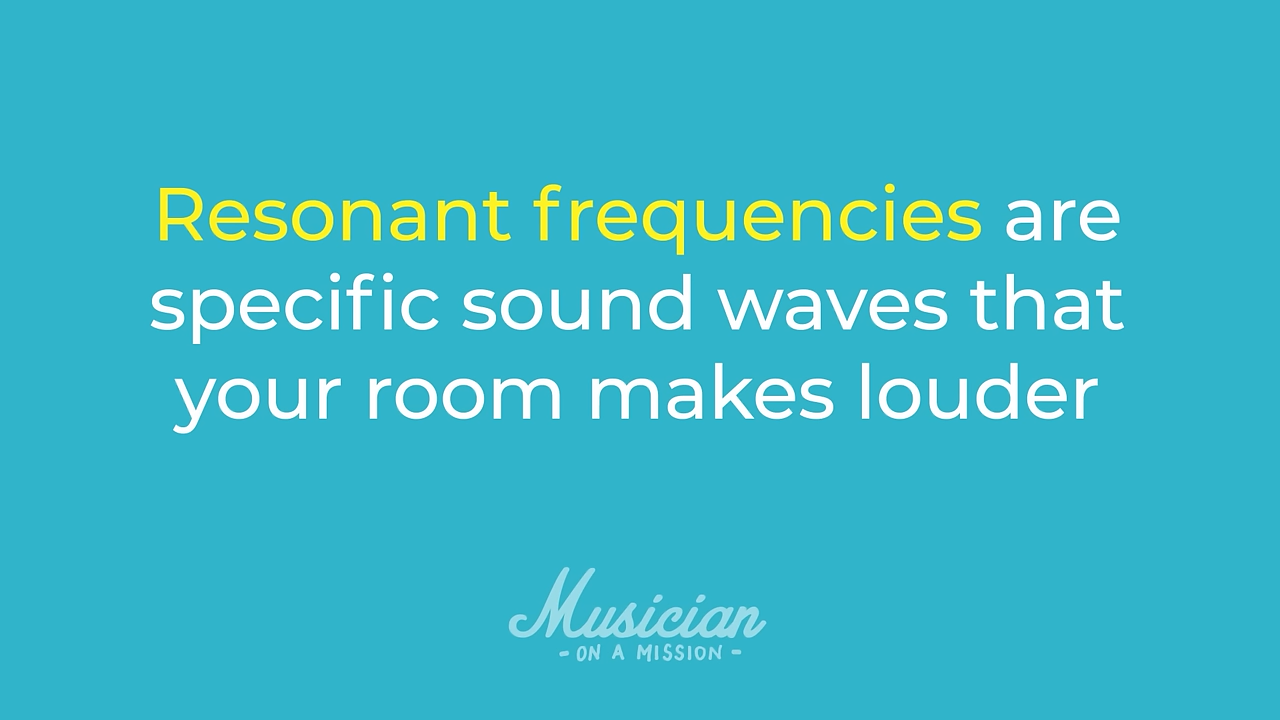 Resonant frequencies are
specific sound waves that
your room makes louder
Musician
- ON A MISSION -